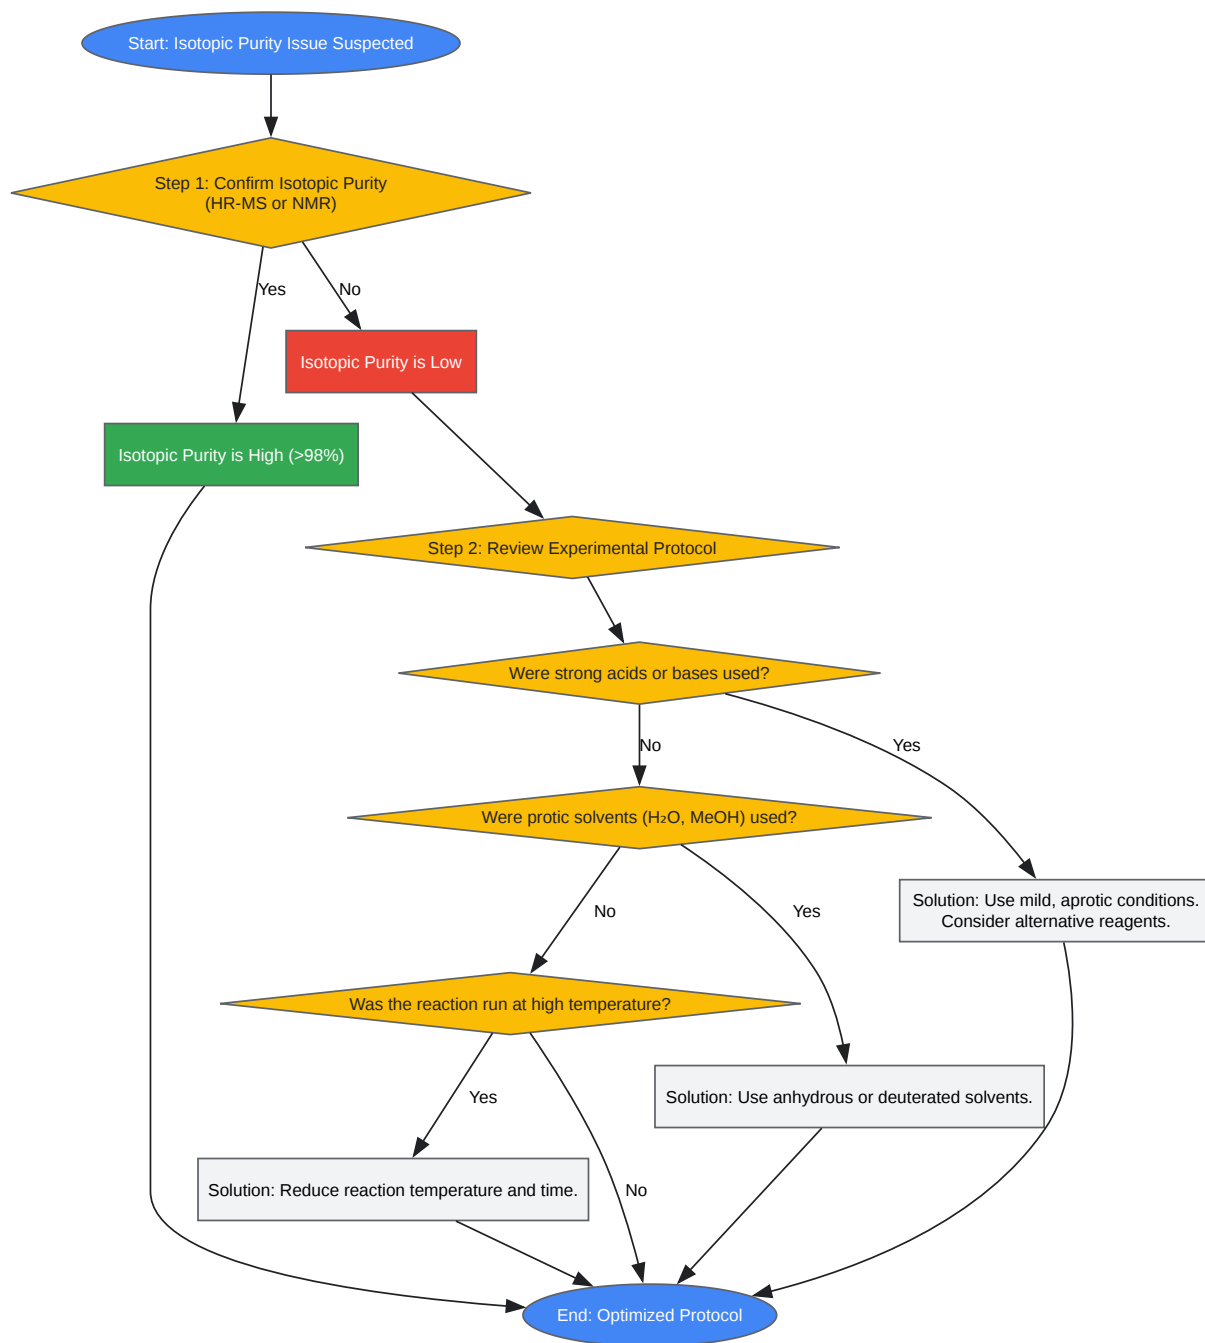 Start: Isotopic Purity Issue Suspected
Step 1: Confirm Isotopic Purity
(HR-MS or NMR)
Yes
No
Isotopic Purity is Low
Isotopic Purity is High (>98%)
Step 2: Review Experimental Protocol
Were strong acids or bases used?
No
Yes
Were protic solvents (H₂O, MeOH) used?
Solution: Use mild, aprotic conditions.
Consider alternative reagents.
No
Yes
Was the reaction run at high temperature?
Yes
Solution: Use anhydrous or deuterated solvents.
Solution: Reduce reaction temperature and time.
No
End: Optimized Protocol